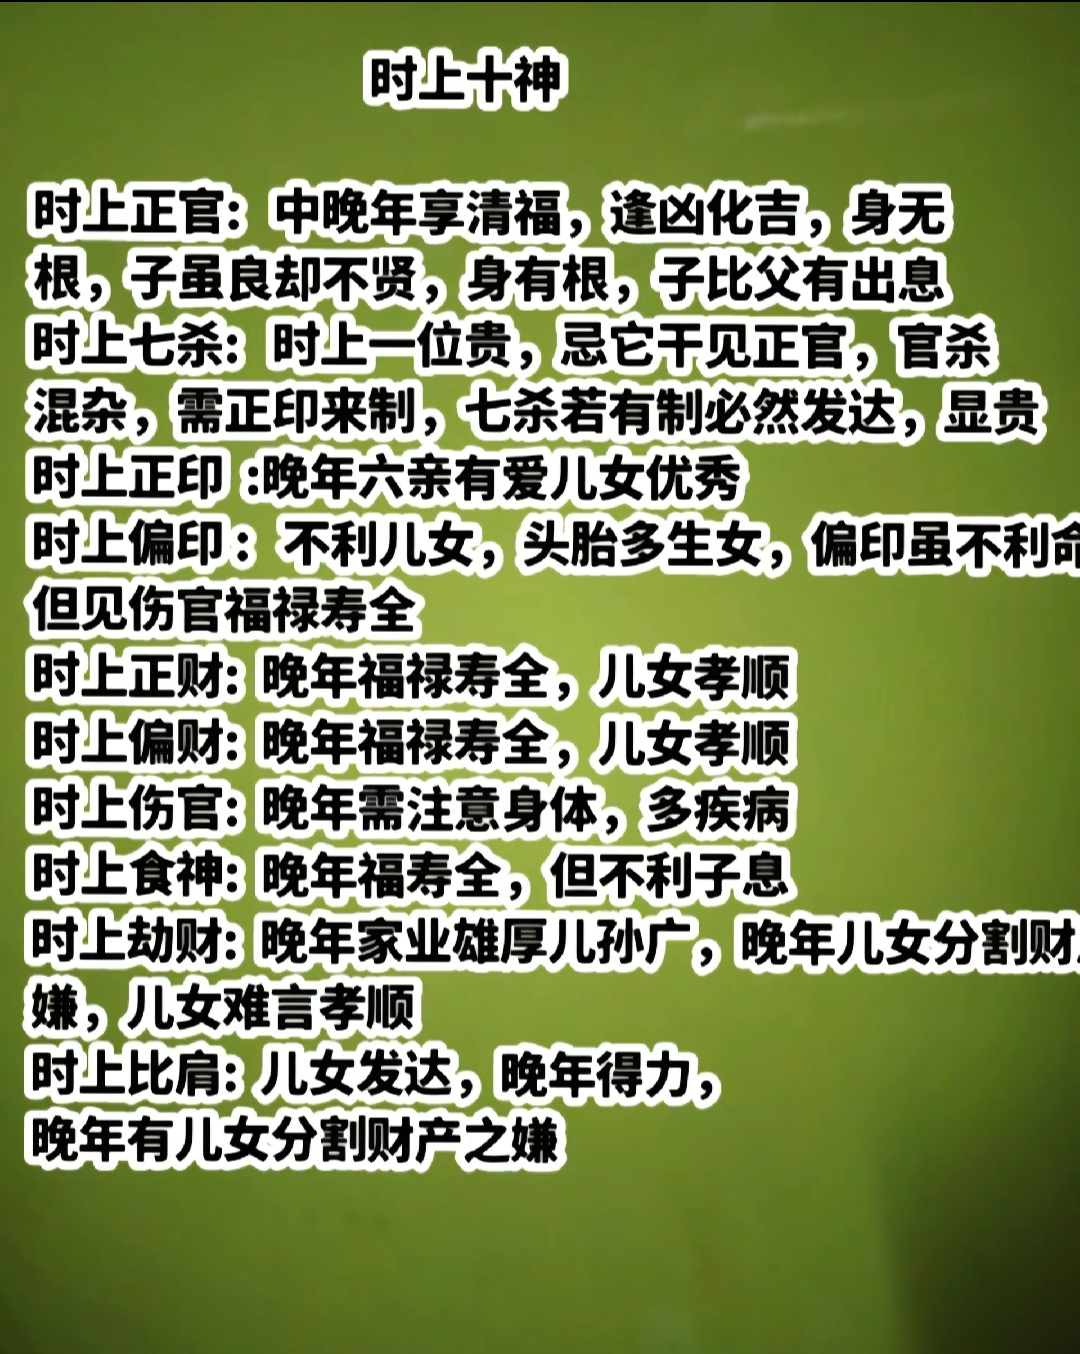 时上十神
时上正官：中晚年享清福，逢凶化吉，身无
根，子虽良却不贤，身有根，子比父有出息
时上七杀：时上一位贵，忌它干见正官，官杀
混杂，需正印来制，七杀若有制必然发达，显贵
时上正印 :晚年六亲有爱儿女优秀
时上偏印： 不利儿女，头胎多生女，偏印虽不利命
但见伤官福禄寿全
时上正财: 晚年福禄寿全，儿女孝顺
时上偏财: 晚年福禄寿全，儿女孝顺
时上伤官: 晚年需注意身体，多疾病
时上食神: 晚年福寿全，但不利子息
时上劫财: 晚年家业雄厚儿孙广，晚年儿女分割财
嫌，儿女难言孝顺
时上比肩: 儿女发达，晚年得力，
晚年有儿女分割财产之嫌